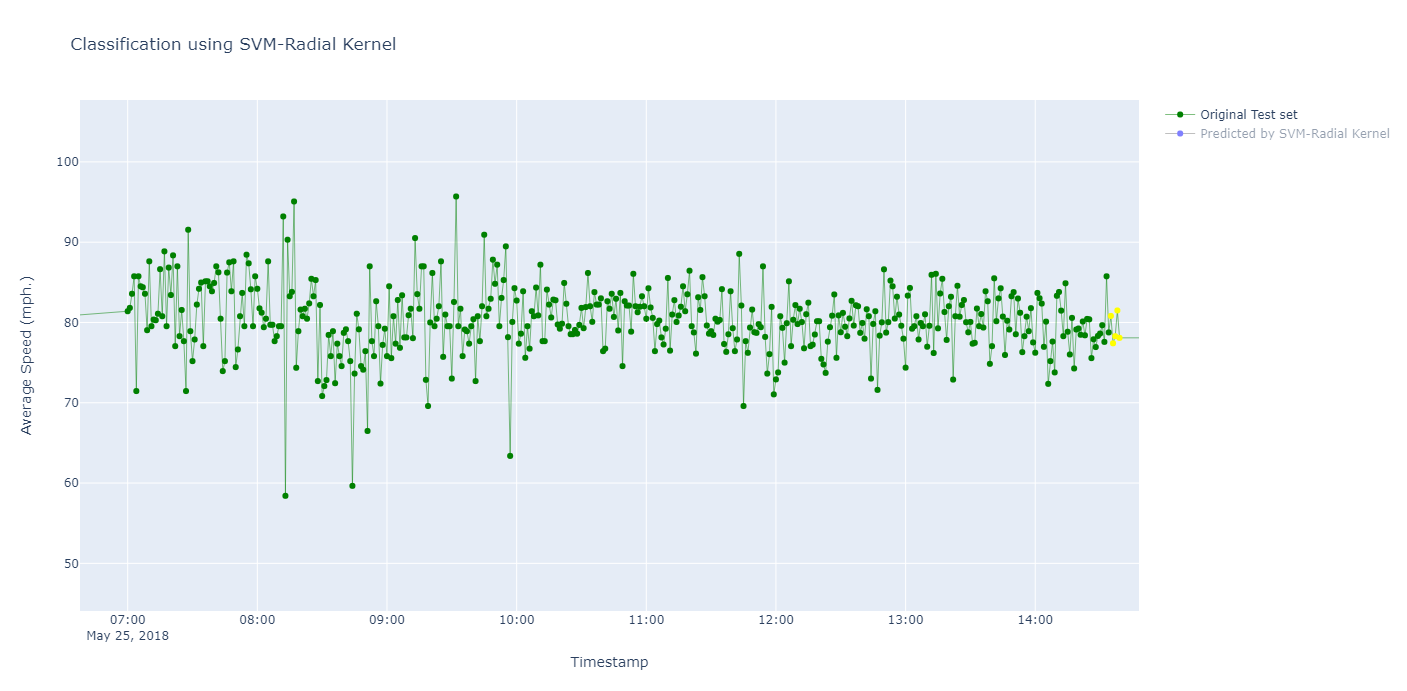 Classification using SVM-Radial Kernel
Original Test set
Predicted by SVM-Radial Kernel
100
90
80
70
60
50
Average Speed (mph.)
07:00
08:00
09:00
10:00
11:00
12:00
13:00
14:00
May 25, 2018
Timestamp